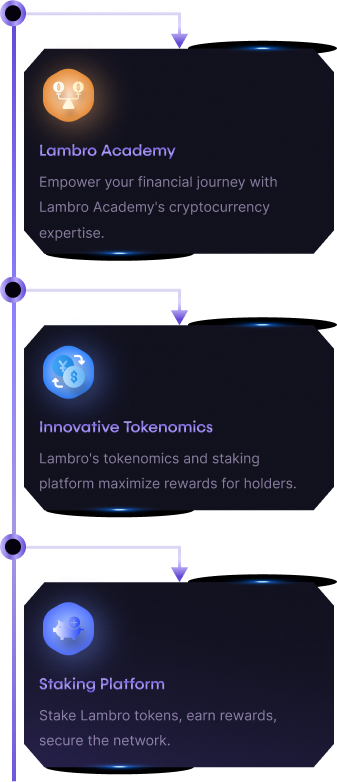 Lambro Academy
Empower your financial journey with
Lambro Academy's cryptocurrency
expertise.
Innovative Tokenomics
Lambro's tokenomics and staking
platform maximize rewards for holders.
Staking Platform
Stake Lambro tokens, earn rewards,
secure the network.